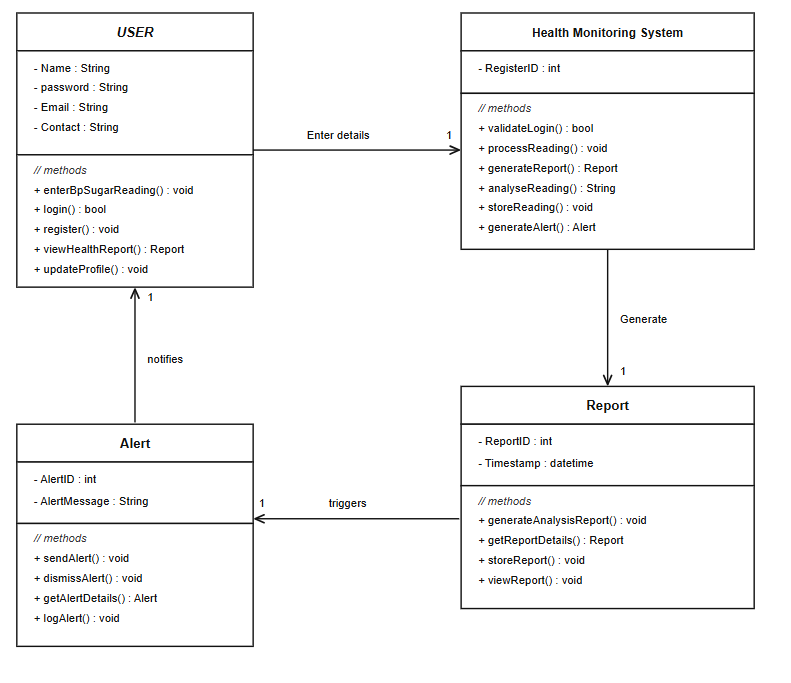 USER
- Name : String
- password : String
- Email : String
- Contact : String
// methods
+ enterBpSugarReading() : void
+ login() : bool
+ register() : void
+ viewHealthReport() : Report
+ updateProfile() : void
Enter details
1
Health Monitoring System
- RegisterID : int
// methods
+ validateLogin() : bool
+ processReading() : void
+ generateReport() : Report
+ analyseReading() : String
+ storeReading() : void
+ generateAlert() : Alert
1
notifies
Generate
1
Alert
- AlertID : int
- AlertMessage : String
// methods
+ sendAlert() : void
+ dismissAlert() : void
+ getAlertDetails() : Alert
+ logAlert() : void
1
triggers
Report
- ReportID : int
- Timestamp : datetime
// methods
+ generateAnalysisReport() : void
+ getReportDetails() : Report
+ storeReport() : void
+ viewReport() : void